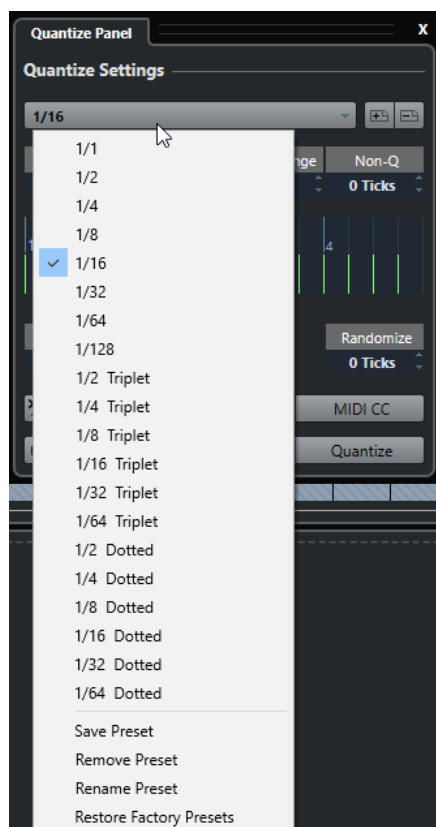 Quantize Panel X
Quantize Settings
1/16
1/1
nge Non-Q
1/2
0 Ticks
1/4
1/8
1 4
1/16
1/32
1/64
Randomize
1/128
0 Ticks
1/2 Triplet
1/4 Triplet
MIDI CC
1/8 Triplet
Quantize
1/16 Triplet
1/32 Triplet
1/64 Triplet
1/2 Dotted
1/4 Dotted
1/8 Dotted
1/16 Dotted
1/32 Dotted
1/64 Dotted
Save Preset
Remove Preset
Rename Preset
Restore Factory Presets